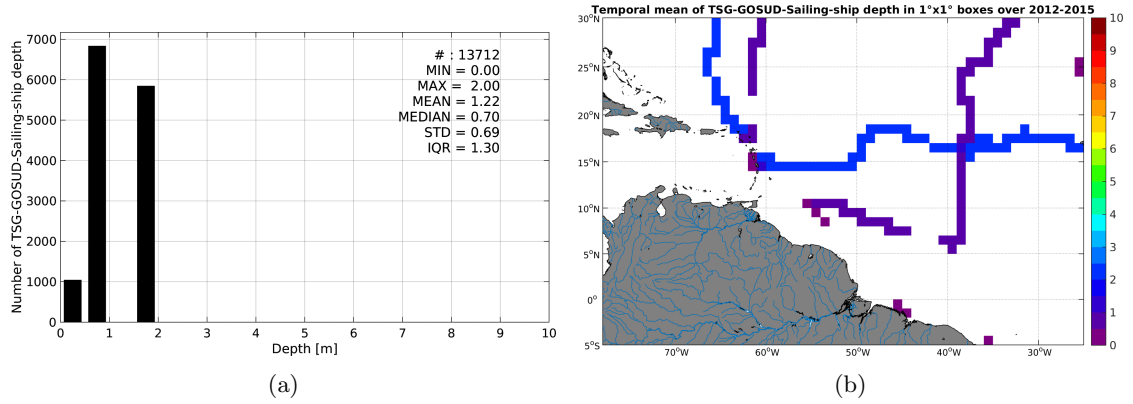 Number of TSG-GOSUD-Sailing-ship depth
7000
6000
5000
4000
3000
2000
1000
0
# : 13712
MIN = 0.00
MAX = 2.00
MEAN = 1.22
MEDIAN = 0.70
STD = 0.69
IQR = 1.30
0 1 2 3 4 5 6 7 8 9 10
Depth [m]
(a)
Temporal mean of TSG-GOSUD-Sailing-ship depth in 1°x1° boxes over 2012-2015
30°N
25°N
20°N
15°N
10°N
5°N
0°
5°S
70°W 60°W 50°W 40°W 30°W
10
9
8
7
6
5
4
3
2
1
0
(b)